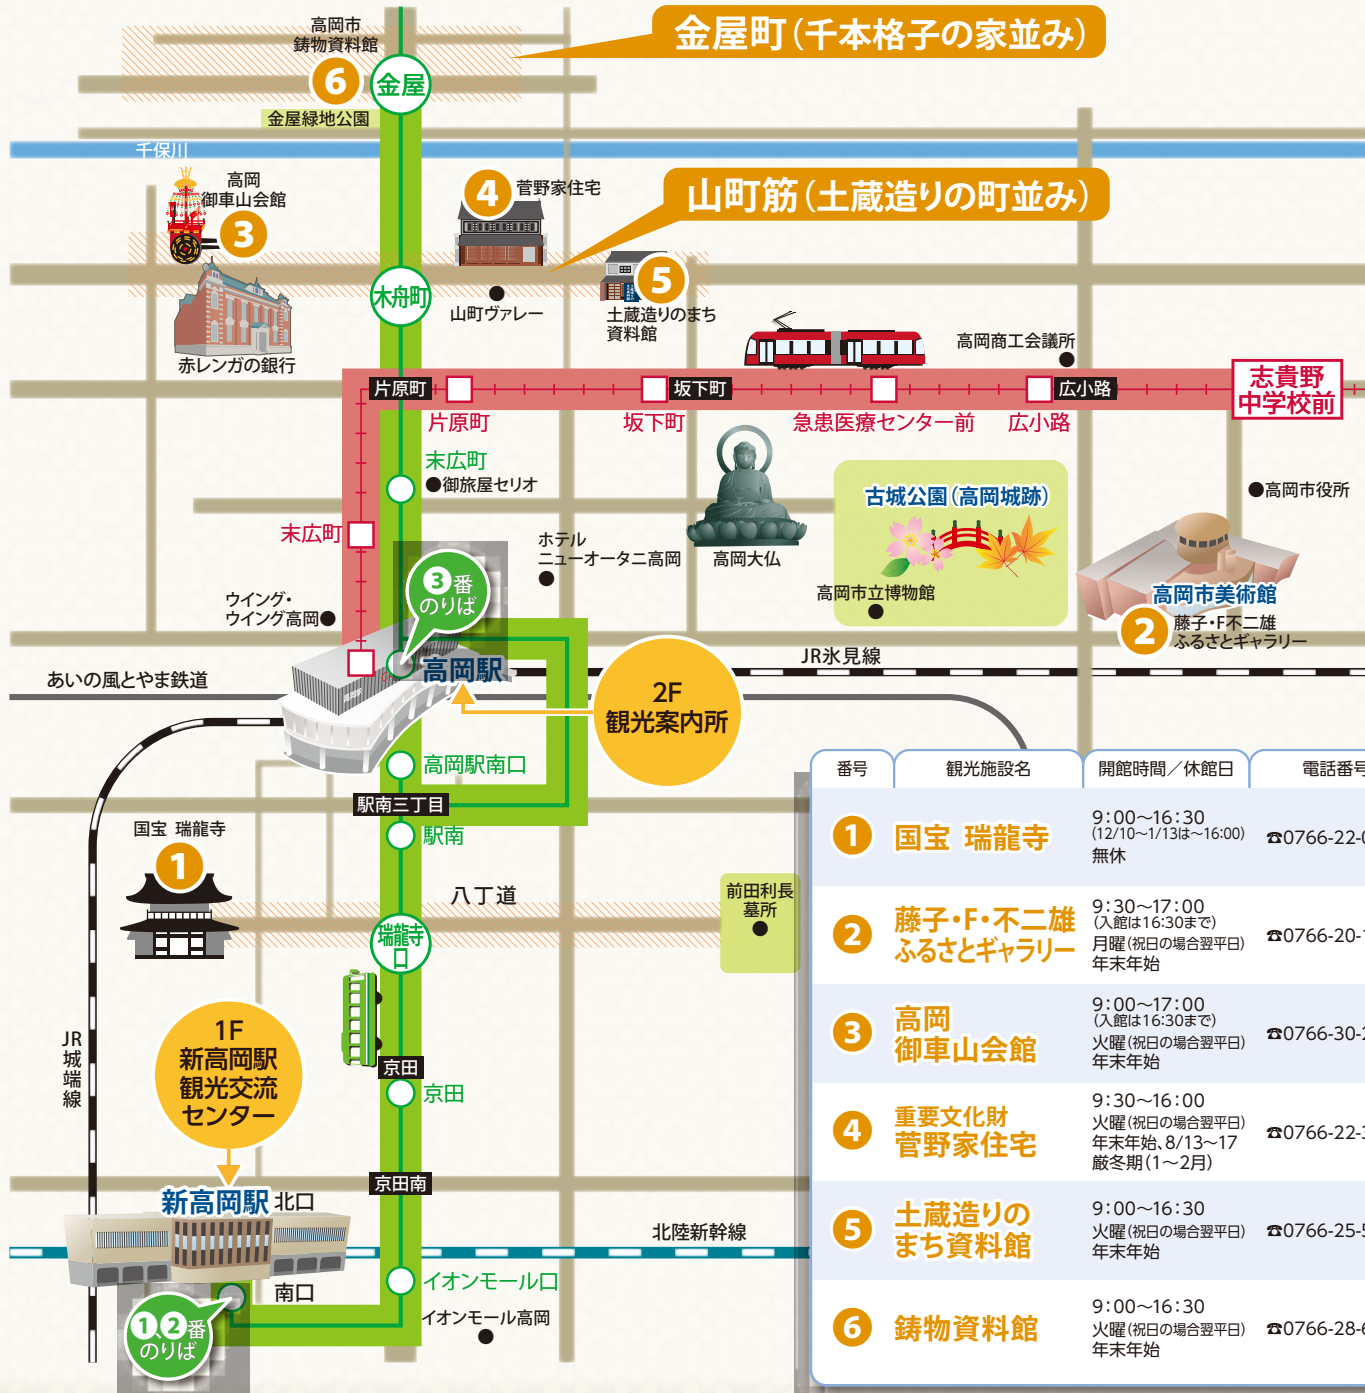 高岡市
鋳物資料館
6
金屋
金屋町（千本格子の家並み）
金屋緑地公園
千保川
高岡
御車山会館
3
4
菅野家住宅
山町筋（土蔵造りの町並み）
赤レンガの銀行
木舟町
山町ヴァレー
5
土蔵造りのまち
資料館
高岡商工会議所
片原町
坂下町
広小路
志貴野
中学校前
片原町
坂下町
急患医療センター前
広小路
末広町
御旅屋セリオ
末広町
ホテル
ニューオータニ高岡
高岡大仏
古城公園（高岡城跡）
高岡市立博物館
高岡市役所
高岡市美術館
2
藤子・F不二雄
ふるさとギャラリー
3番
のりば
ウイング・
ウイング高岡
高岡駅
JR氷見線
あいの風とやま鉄道
2F
観光案内所
高岡駅南口
駅南三丁目
駅南
国宝 瑞龍寺
1
八丁道
前田利長
墓所
瑞龍寺
口
JR城端線
1F
新高岡駅
観光交流
センター
京田
京田
京田南
新高岡駅
北口
北陸新幹線
南口
イオンモール口
イオンモール高岡
1、2番
のりば
番号 観光施設名 開館時間／休館日 電話番号
1 国宝 瑞龍寺
9:00〜16:30
(12/10〜1/13は〜16:00)
無休
☎0766-22-0
2 藤子・F・不二雄
ふるさとギャラリー
9:30〜17:00
(入館は16:30まで)
月曜(祝日の場合翌平日)
年末年始
☎0766-20-1
3 高岡
御車山会館
9:00〜17:00
(入館は16:30まで)
火曜(祝日の場合翌平日)
年末年始
☎0766-30-2
4 重要文化財
菅野家住宅
9:30〜16:00
火曜(祝日の場合翌平日)
年末年始、8/13〜17
厳冬期(1〜2月)
☎0766-22-3
5 土蔵造りの
まち資料館
9:00〜16:30
火曜(祝日の場合翌平日)
年末年始
☎0766-25-5
6 鋳物資料館
9:00〜16:30
火曜(祝日の場合翌平日)
年末年始
☎0766-28-6